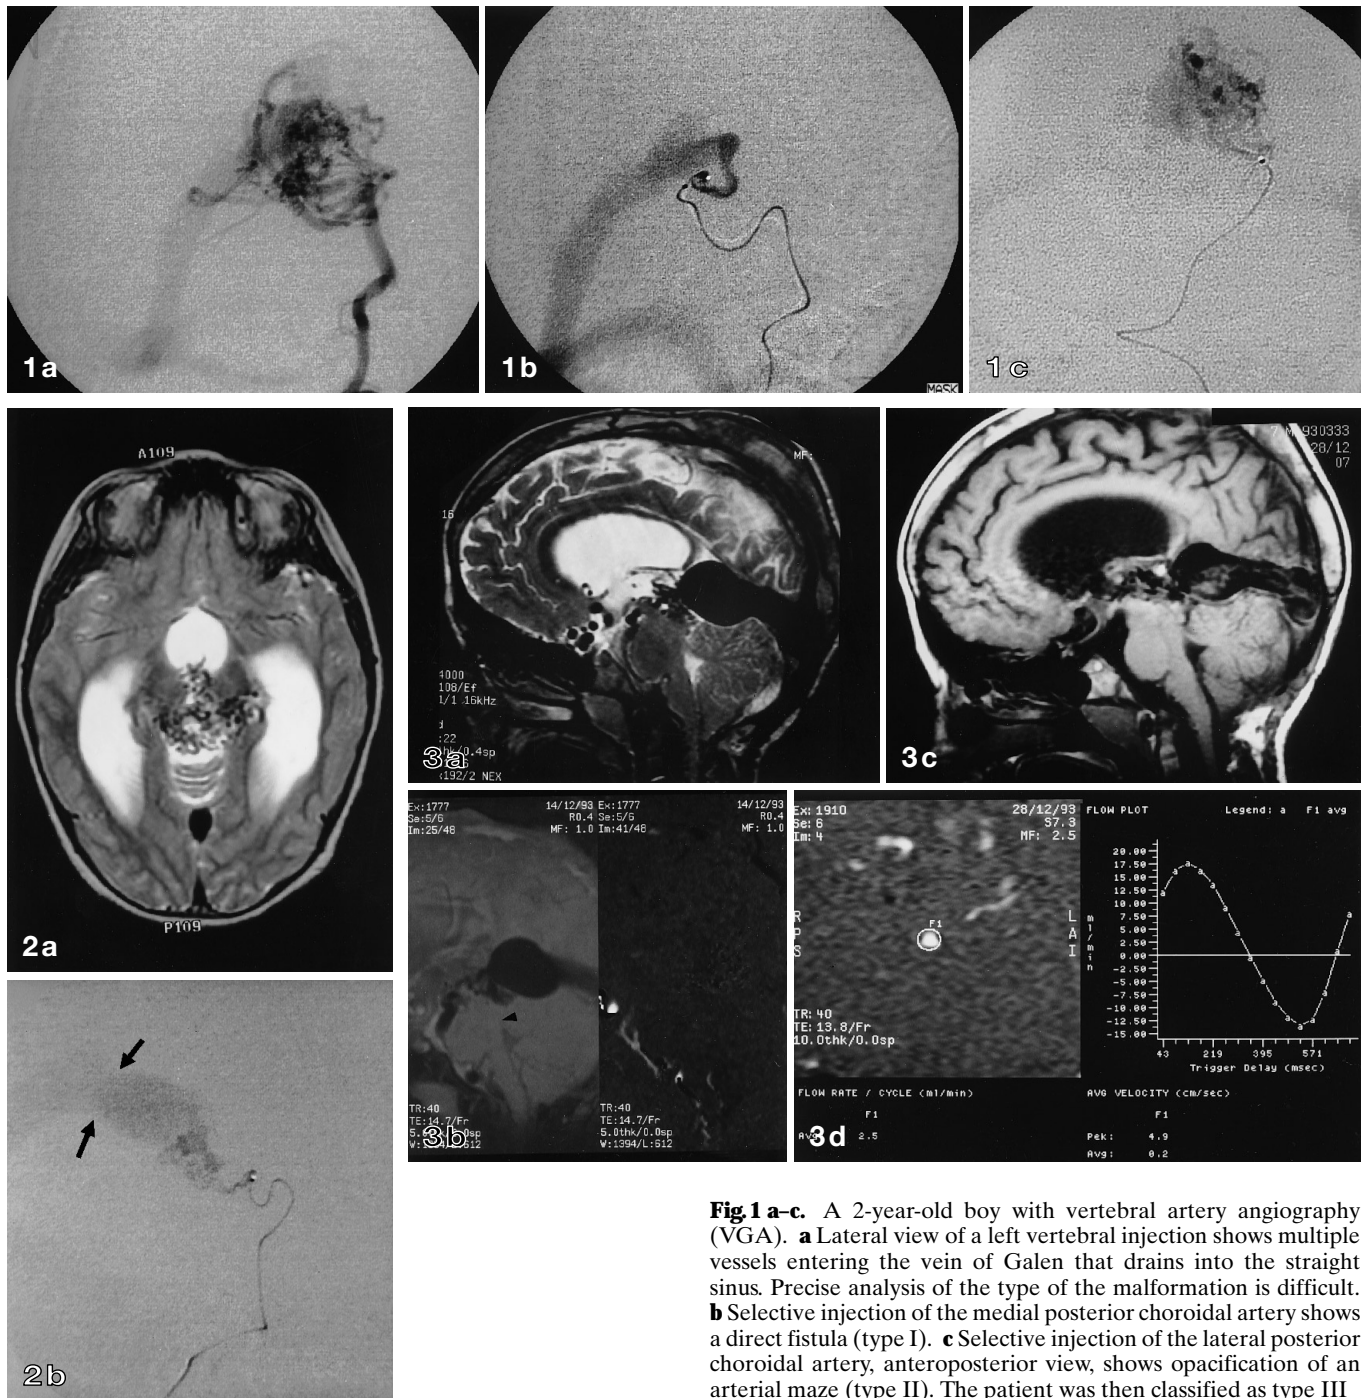 1a
1b
MASK
1c
A109
P109
2a
MF:
16
4000
108/Ef
1/1 16kHz
d
:22
hk/0.4sp
192/2 NEX
3a
930333
28/12
07
3c
Ex:1777
Se:5/6
Im:25/48
14/12/93
R0.4
MF: 1.0
Ex:1777
Se:5/6
Im:41/48
14/12/93
R0.4
MF: 1.0
TR:40
TE:14.7/Fr
5.0thk/0.0sp
W:1394/L:612
TR:40
TE:14.7/Fr
5.0thk/0.0sp
W:1394/L:612
3b
Ex: 1910
Se: 6
Im: 4
28/12/93
S7.3
MF: 2.5
R
P
S
L
A
I
F1
TR: 40
TE: 13.8/Fr
10.0thk/0.0sp
FLOW PLOT Legend: a F1 avg
20.00
17.50
15.00
12.50
10.00
7.50
5.00
2.50
0.00
-2.50
-5.00
-7.50
-10.00
-12.50
-15.00
ml/min
43 219 395 571
Trigger Delay (msec)
FLOW RATE / CYCLE (ml/min)
F1
2.5
AVG VELOCITY (cm/sec)
F1
Pek: 4.9
Avg: 0.2
3d
2b
Fig. 1 a–c. A 2-year-old boy with vertebral artery angiography
(VGA). a Lateral view of a left vertebral injection shows multiple
vessels entering the vein of Galen that drains into the straight
sinus. Precise analysis of the type of the malformation is difficult.
b Selective injection of the medial posterior choroidal artery shows
a direct fistula (type I). c Selective injection of the lateral posterior
choroidal artery, anteroposterior view, shows opacification of an
arterial maze (type II). The patient was then classified as type III